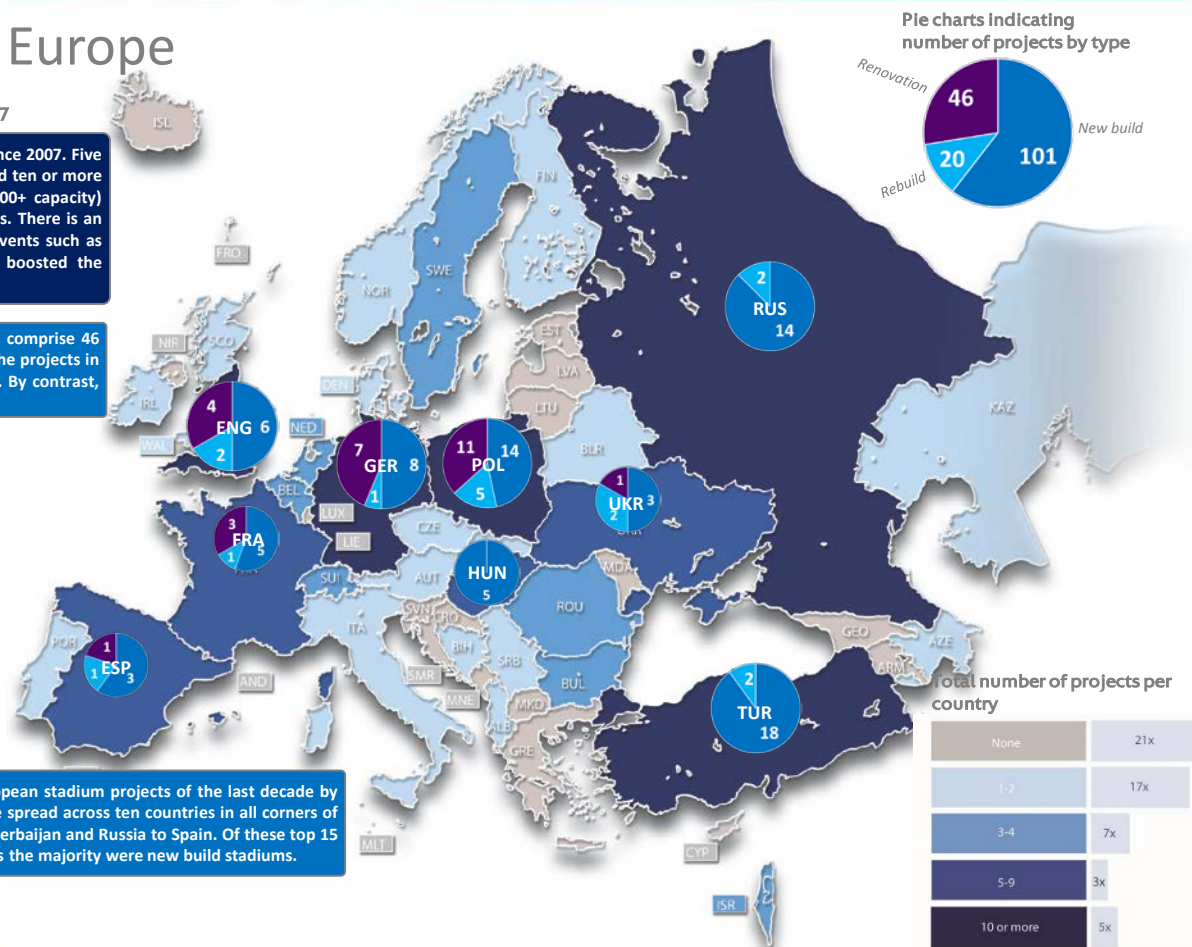 Europe
7
nce 2007. Five
d ten or more
00+ capacity)
s. There is an
vents such as
boosted the
comprise 46
he projects in
. By contrast,
pean stadium projects of the last decade by
e spread across ten countries in all corners of
erbaijan and Russia to Spain. Of these top 15
s the majority were new build stadiums.
Pie charts indicating
number of projects by type
Renovation
46
New build
101
20
Rebuild
ISL
FRO
FIN
SWE
NOR
2
RUS
14
EST
LVA
LTU
NIR
SCO
IRL
DEN
KAZ
4
ENG 6
2
WAL
NED
BEL
7
GER 8
1
11 14
POL
5
BLR
1
UKR 3
2
LUX
LIE
3
FRA
1 5
CZE
HUN
5
SUI
AUT
MDA
ROU
SVN
CRO
ITA
BIH
SRB
GEO
AZE
ARM
POR
1
ESP
1 3
AND
SMR
MNE
BUL
MKD
ALB
GRE
2
TUR
18
MLT
CYP
ISR
Total number of projects per
country
None 21x
1-2 17x
3-4 7x
5-9 3x
10 or more 5x